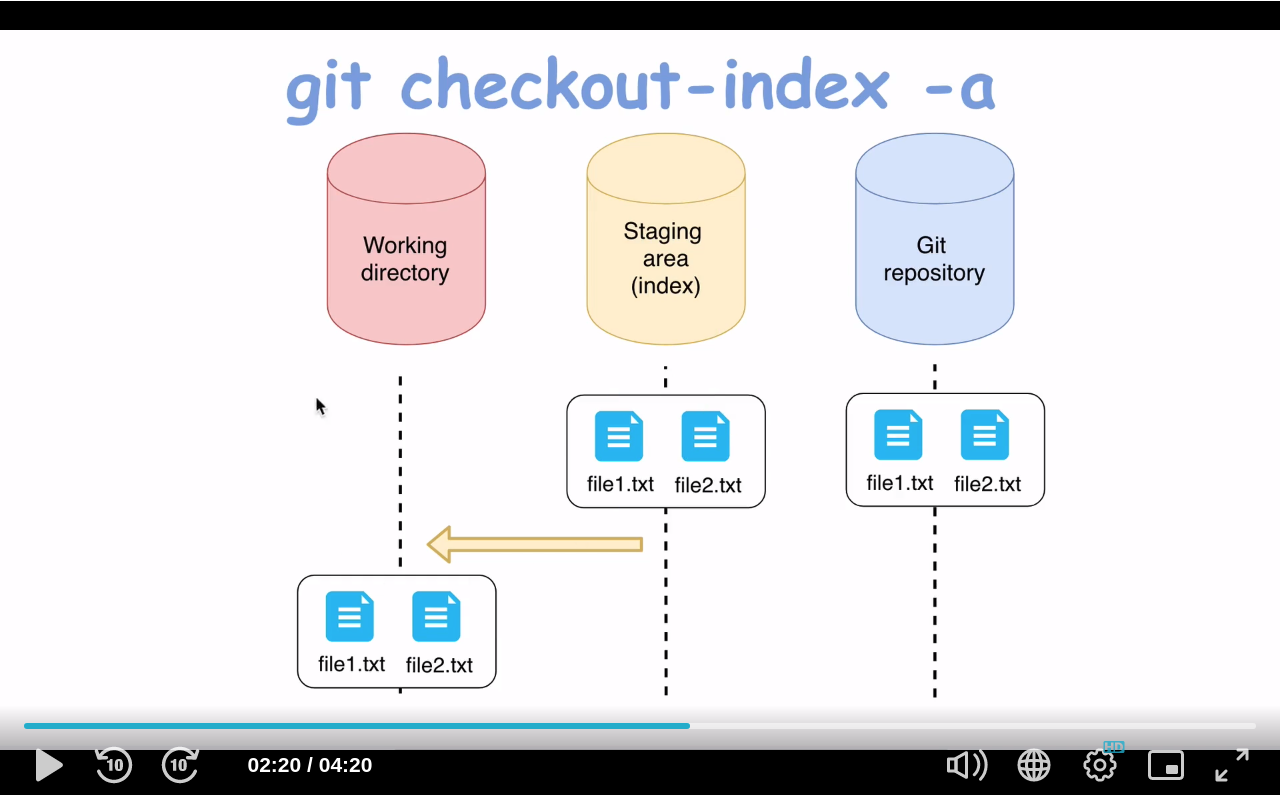 git checkout-index -a
Working
directory
Staging
area
(index)
Git
repository
file1.txt file2.txt
file1.txt file2.txt
file1.txt file2.txt
10
10
02:20 / 04:20
HD